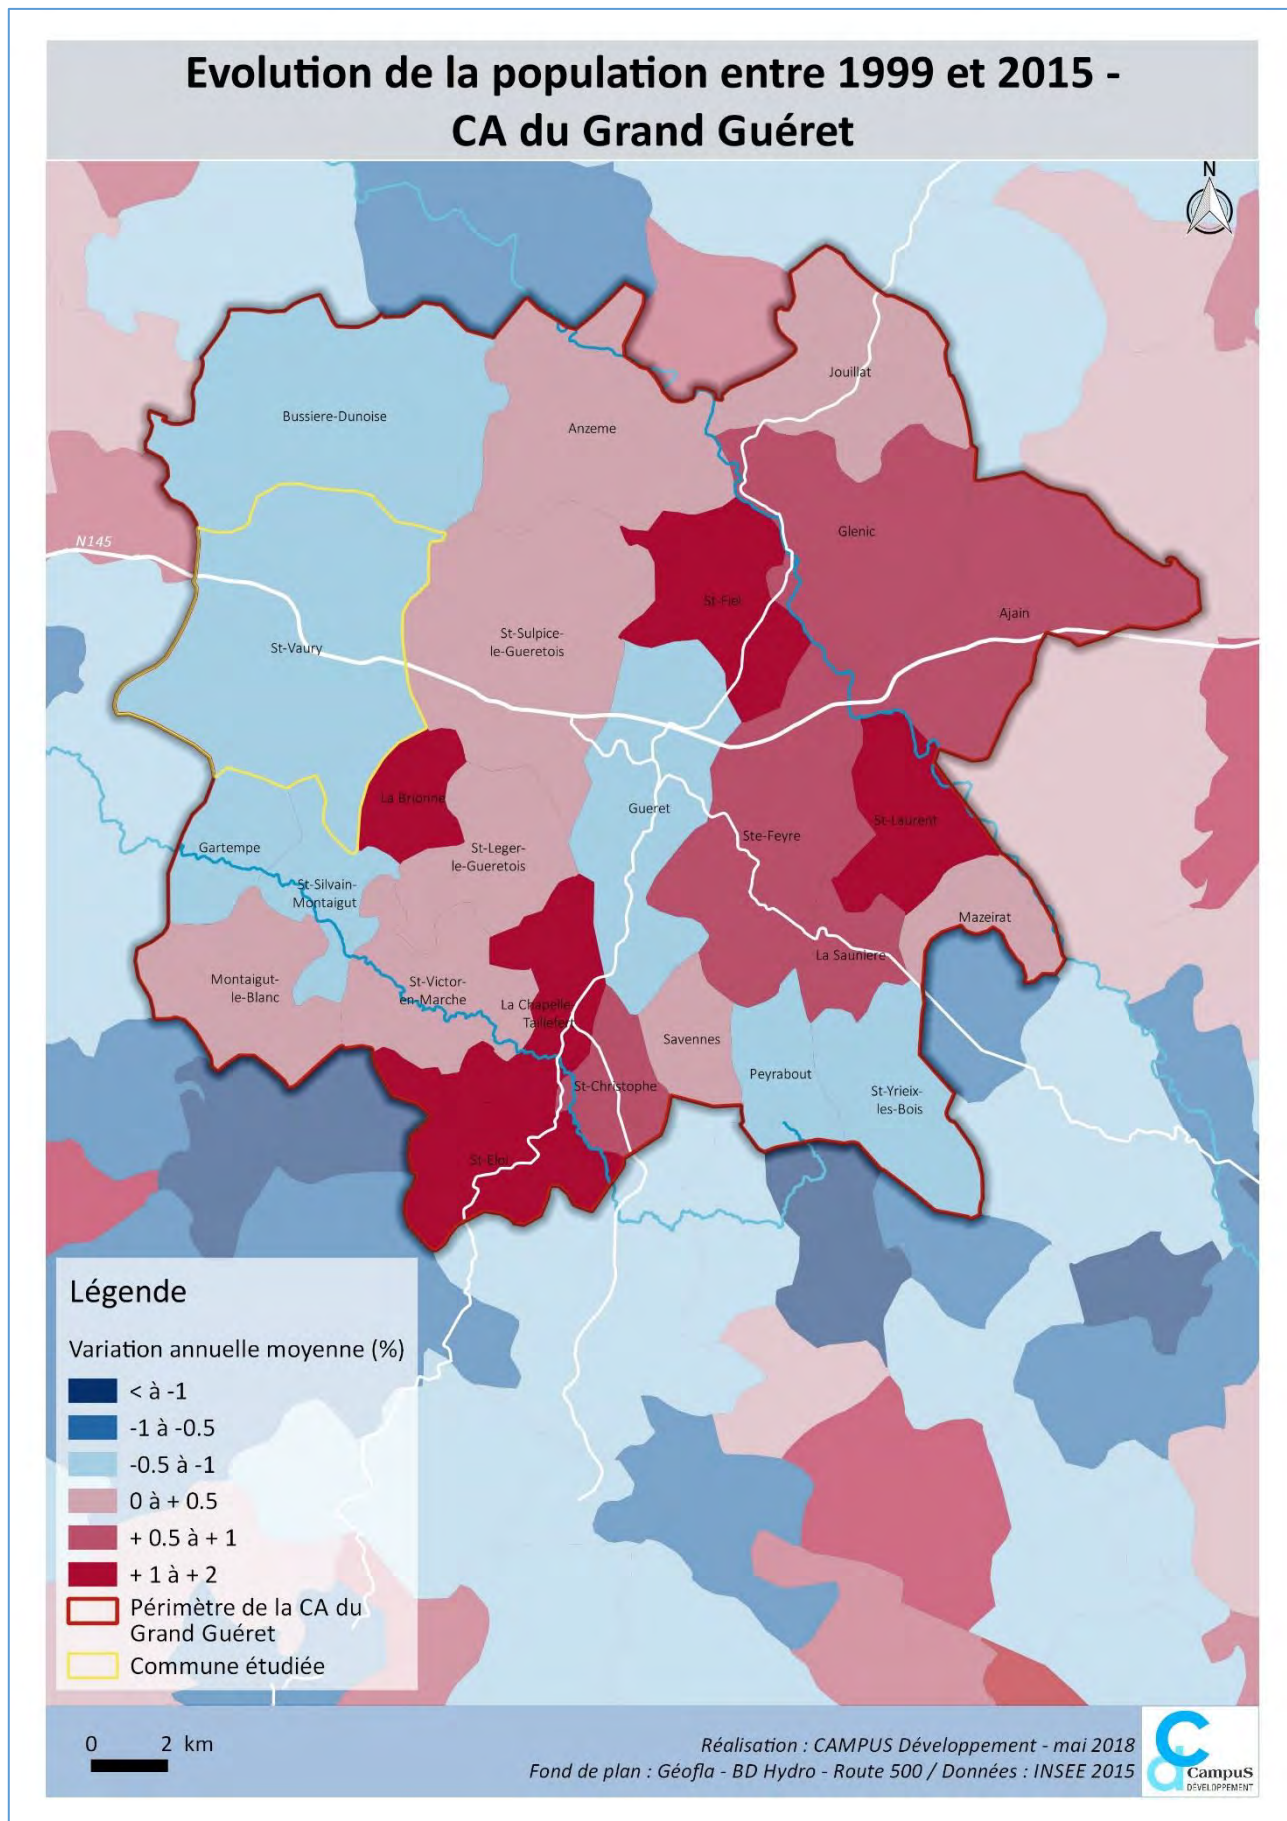 Evolution de la population entre 1999 et 2015 -
CA du Grand Guéret
N
Jouillat
Bussiere-Dunoise
Anzeme
Glenic
N145
St-Fiel
Ajain
St-Sulpice-
le-Gueretois
St-Vaury
La Brionne
Gueret
St-Laurent
Ste-Feyre
Gartempe
St-Leger-
le-Gueretois
St-Silvain-
Montaigut
Mazeirat
La Sauniere
Montaigut-
le-Blanc
St-Victor-
en-Marche
La Chapelle-
Taillefert
Savennes
Peyrabout
St-Christophe
St-Yrieix-
les-Bois
St-Eloi
Légende
Variation annuelle moyenne (%)
< à -1
-1 à -0.5
-0.5 à -1
0 à + 0.5
+ 0.5 à + 1
+ 1 à + 2
Périmètre de la CA du
Grand Guéret
Commune étudiée
0 2 km
Réalisation : CAMPUS Développement - mai 2018
Fond de plan : Géofla - BD Hydro - Route 500 / Données : INSEE 2015
C
d
CampuS
DÉVELOPPEMENT